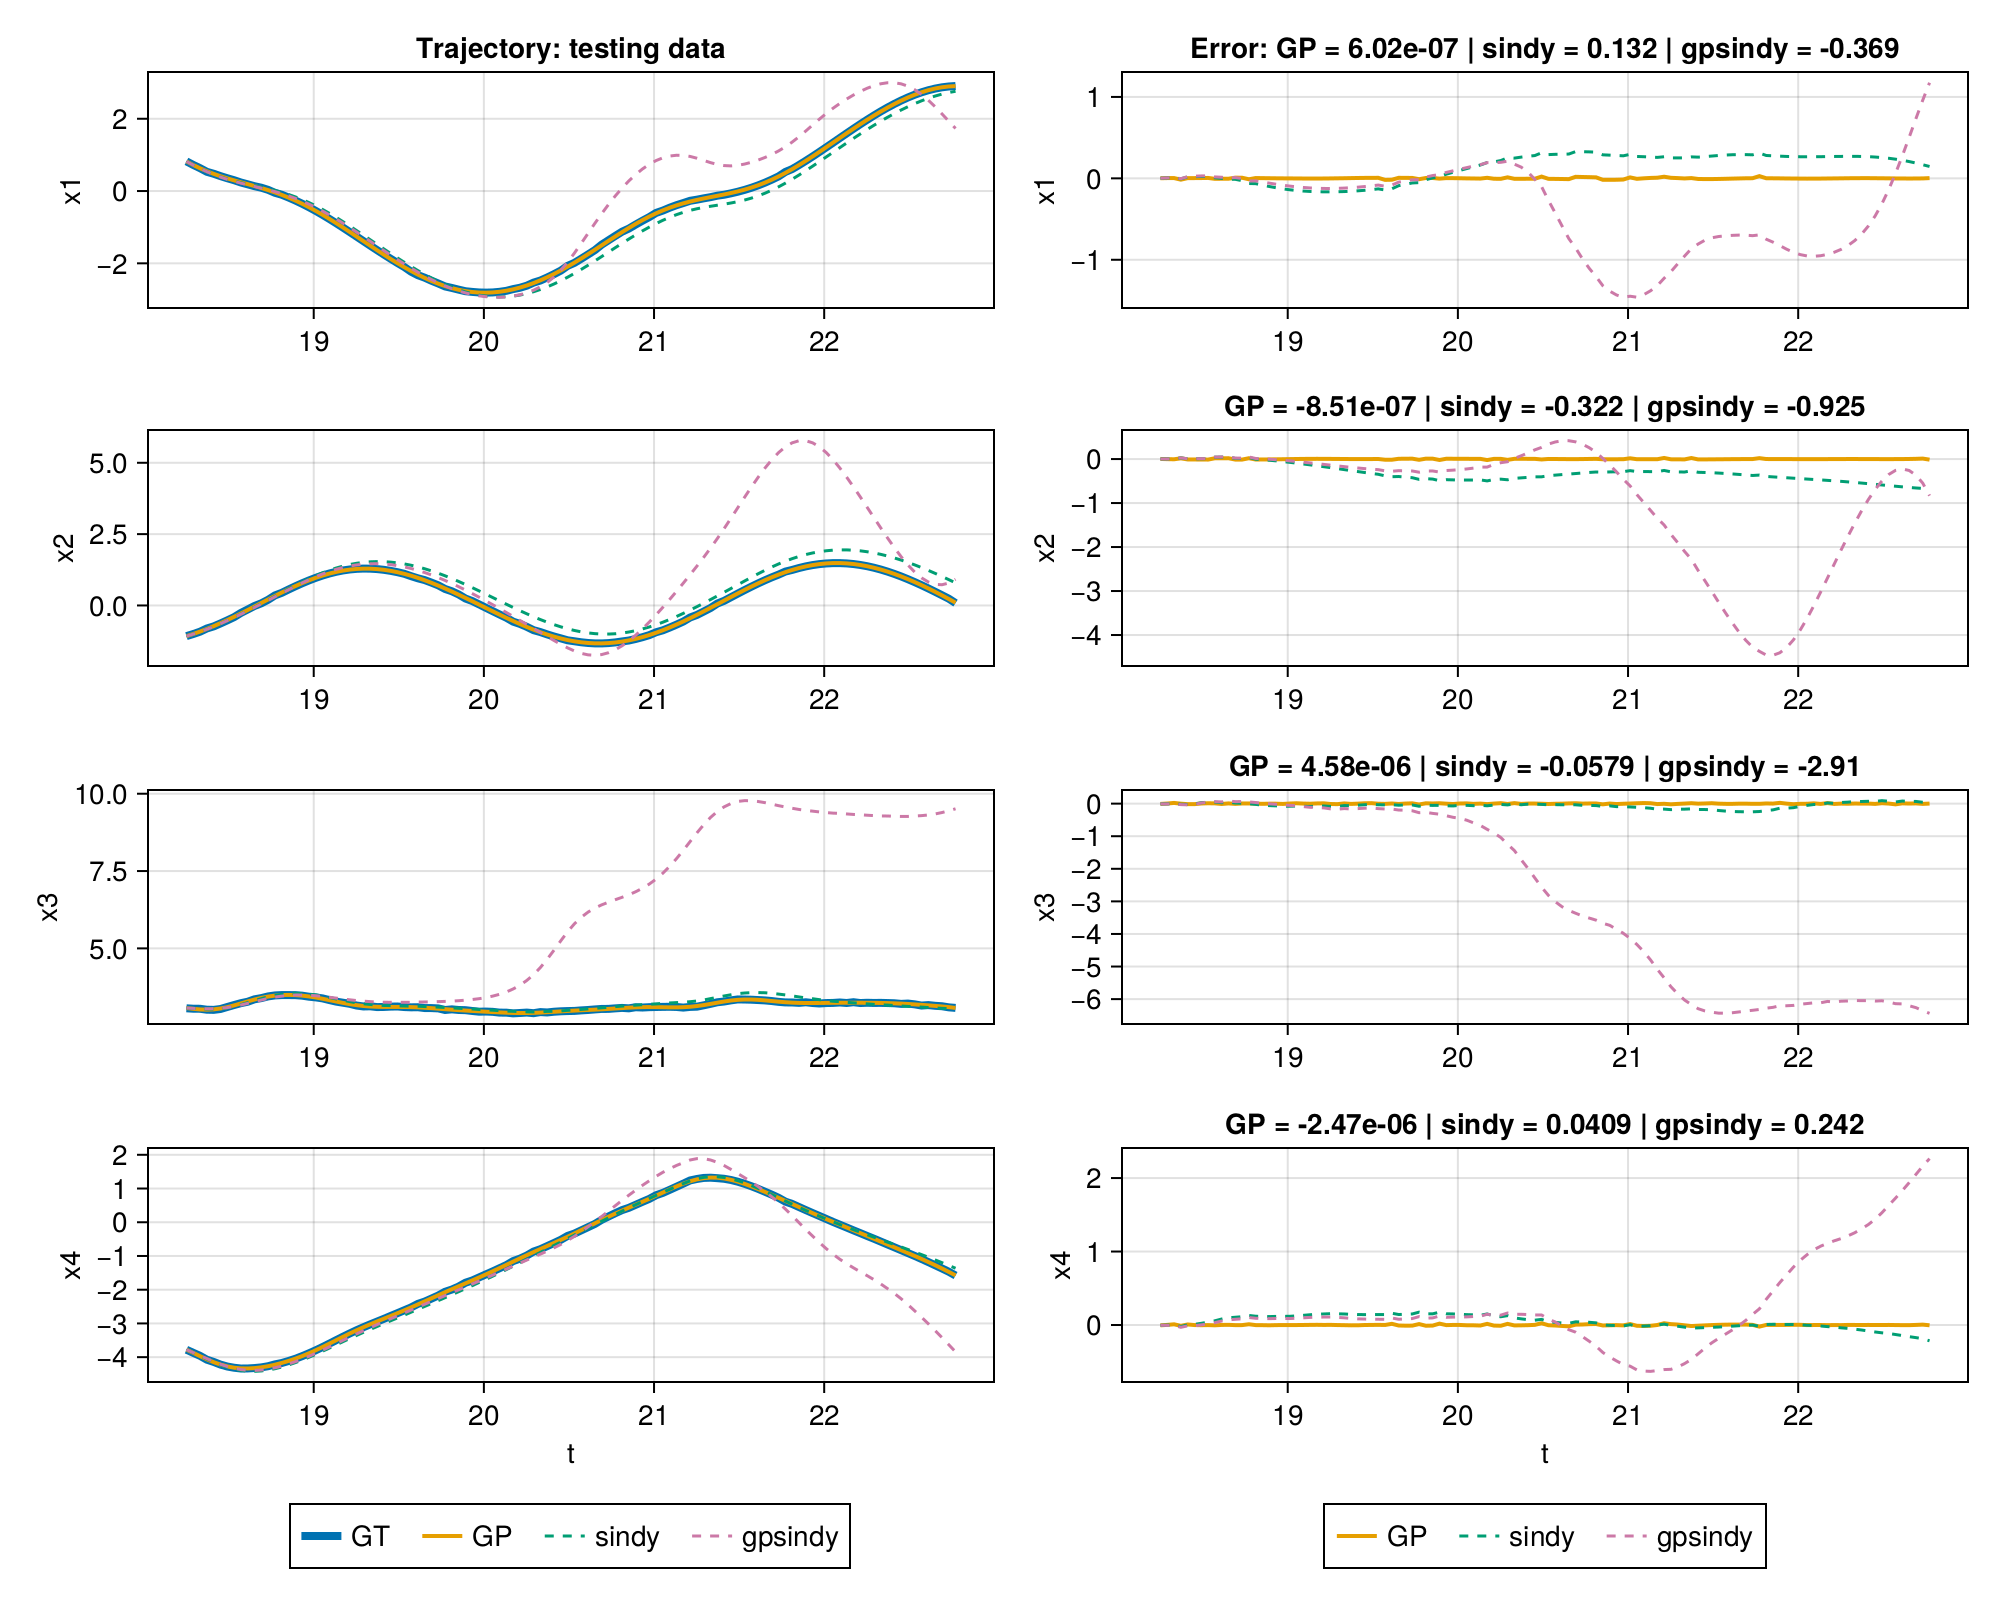 Trajectory: testing data
Error: GP = 6.02e-07 | sindy = 0.132 | gpsindy = -0.369
x1
2
0
−2
19 20 21 22
x1
1
0
−1
19 20 21 22
GP = -8.51e-07 | sindy = -0.322 | gpsindy = -0.925
x2
5.0
2.5
0.0
19 20 21 22
x2
0
−1
−2
−3
−4
19 20 21 22
GP = 4.58e-06 | sindy = -0.0579 | gpsindy = -2.91
x3
10.0
7.5
5.0
19 20 21 22
x3
0
−1
−2
−3
−4
−5
−6
19 20 21 22
GP = -2.47e-06 | sindy = 0.0409 | gpsindy = 0.242
x4
2
1
0
−1
−2
−3
−4
19 20 21 22
t
x4
2
1
0
19 20 21 22
t
GT GP sindy gpsindy
GP sindy gpsindy